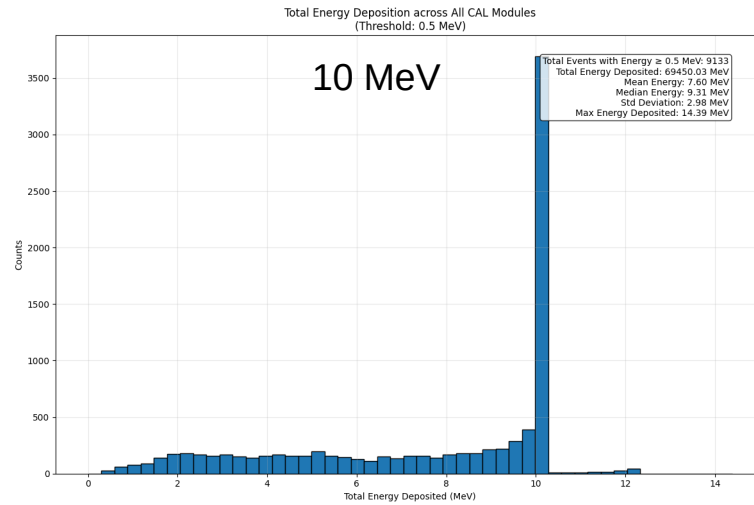 Total Energy Deposition across All CAL Modules
(Threshold: 0.5 MeV)
10 MeV
Total Events with Energy ≥ 0.5 MeV: 9133
Total Energy Deposited: 69450.03 MeV
Mean Energy: 7.60 MeV
Median Energy: 9.31 MeV
Std Deviation: 2.98 MeV
Max Energy Deposited: 14.39 MeV
Counts
3500
3000
2500
2000
1500
1000
500
0
0 2 4 6 8 10 12 14
Total Energy Deposited (MeV)